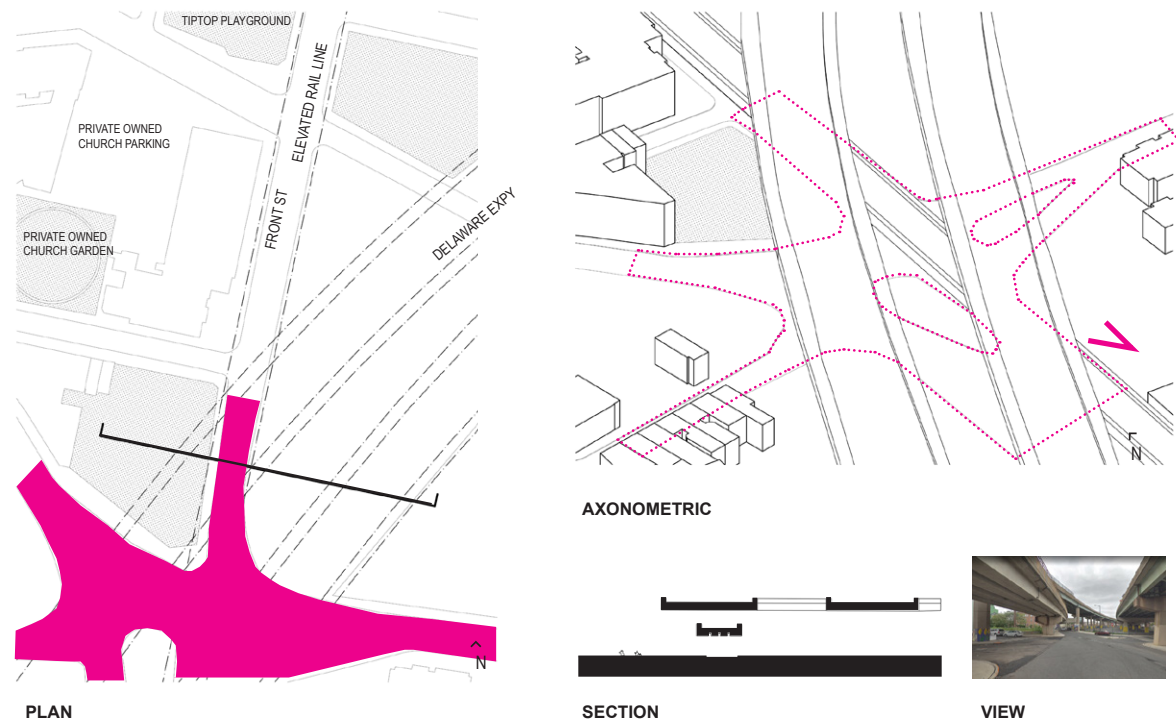 TIPTOP PLAYGROUND
ELEVATED RAIL LINE
PRIVATE OWNED
CHURCH PARKING
FRONT ST
DELAWARE EXPY
PRIVATE OWNED
CHURCH GARDEN
N
PLAN
N
AXONOMETRIC
SECTION
VIEW